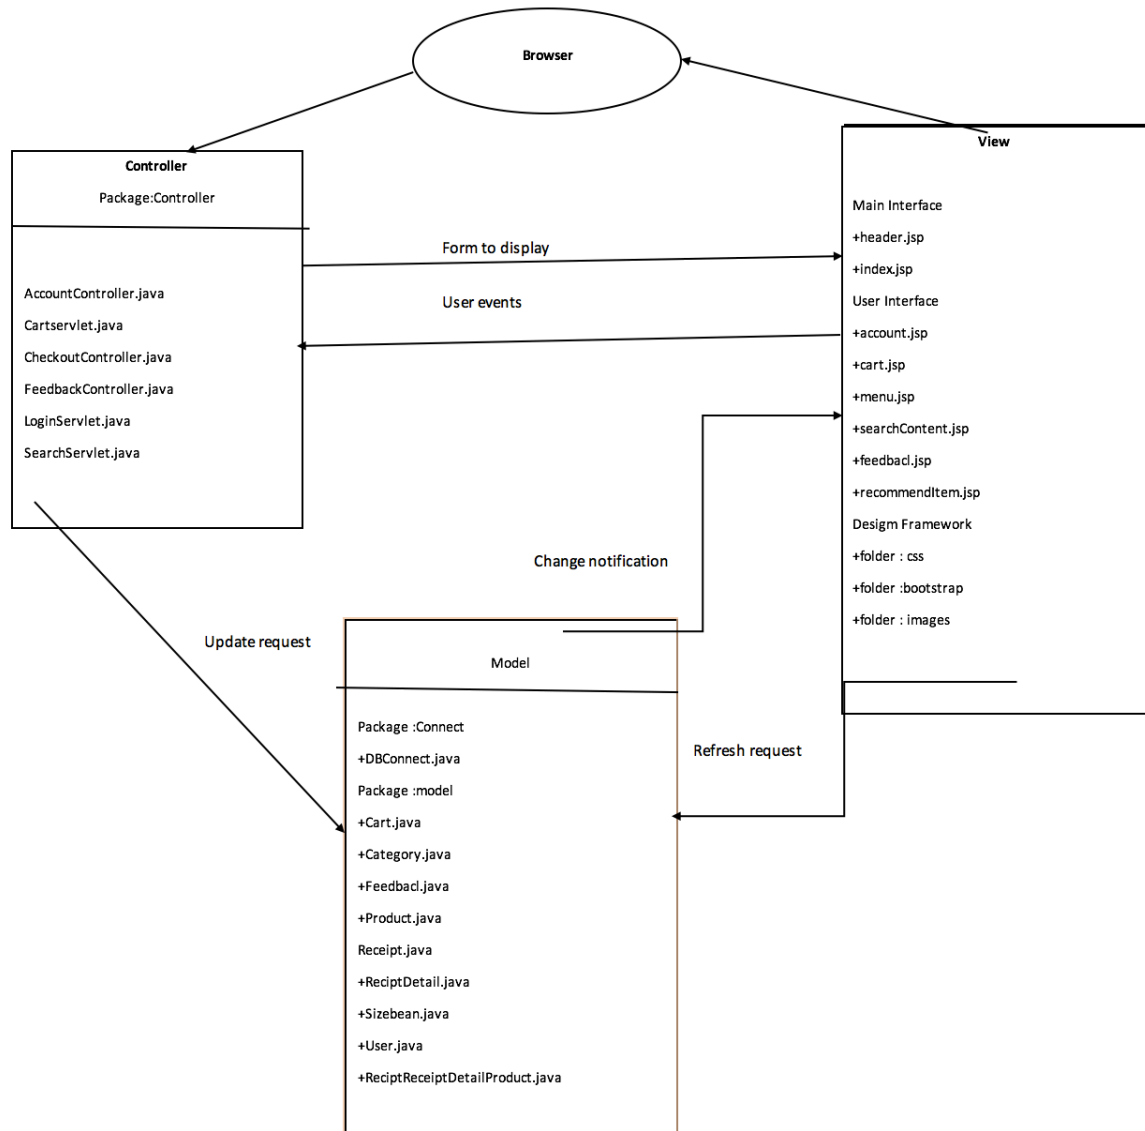 Browser
Controller
Package:Controller
AccountController.java
Cartservlet.java
CheckoutController.java
FeedbackController.java
LoginServlet.java
SearchServlet.java
Form to display
User events
View
Main Interface
+header.jsp
+index.jsp
User Interface
+account.jsp
+cart.jsp
+menu.jsp
+searchContent.jsp
+feedbacl.jsp
+recommendItem.jsp
Desigm Framework
+folder : css
+folder :bootstrap
+folder : images
Change notification
Update request
Refresh request
Model
Package :Connect
+DBConnect.java
Package :model
+Cart.java
+Category.java
+Feedbacl.java
+Product.java
Receipt.java
+ReciptDetail.java
+Sizebean.java
+User.java
+ReciptReceiptDetailProduct.java